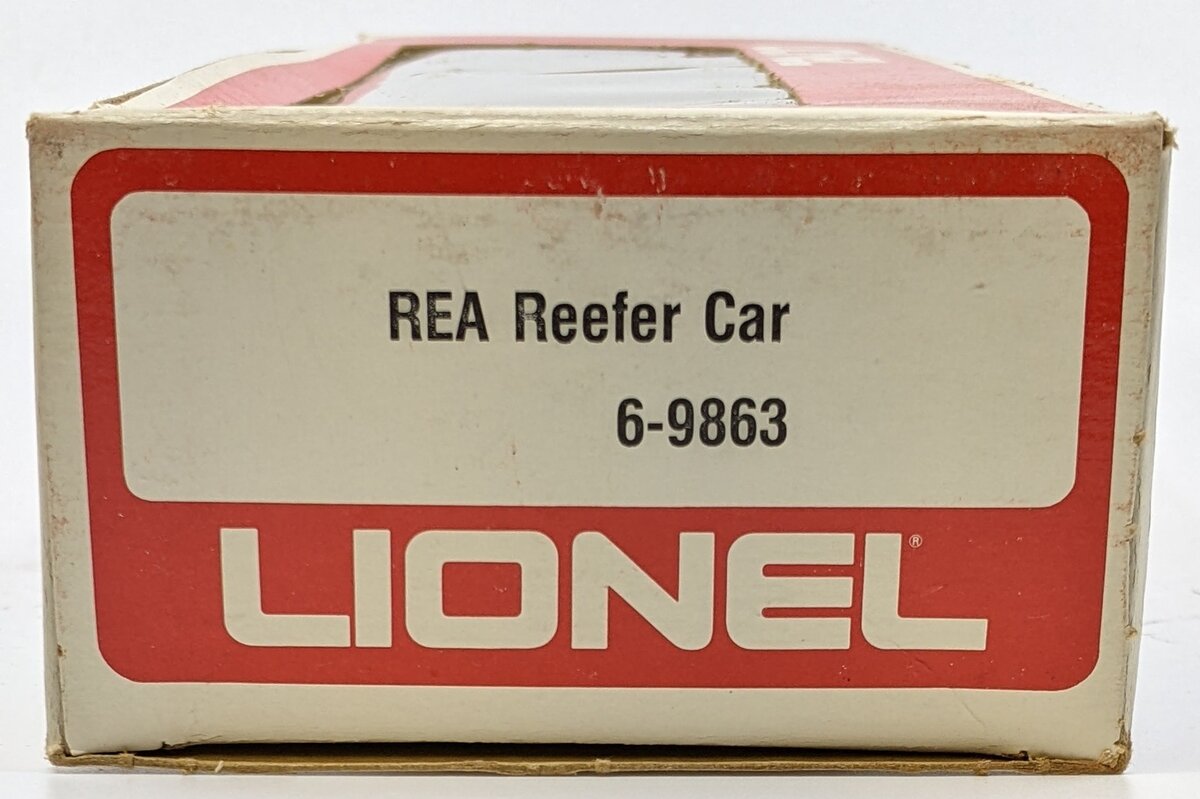 REA Reefer Car
6-9863
LIONEL®